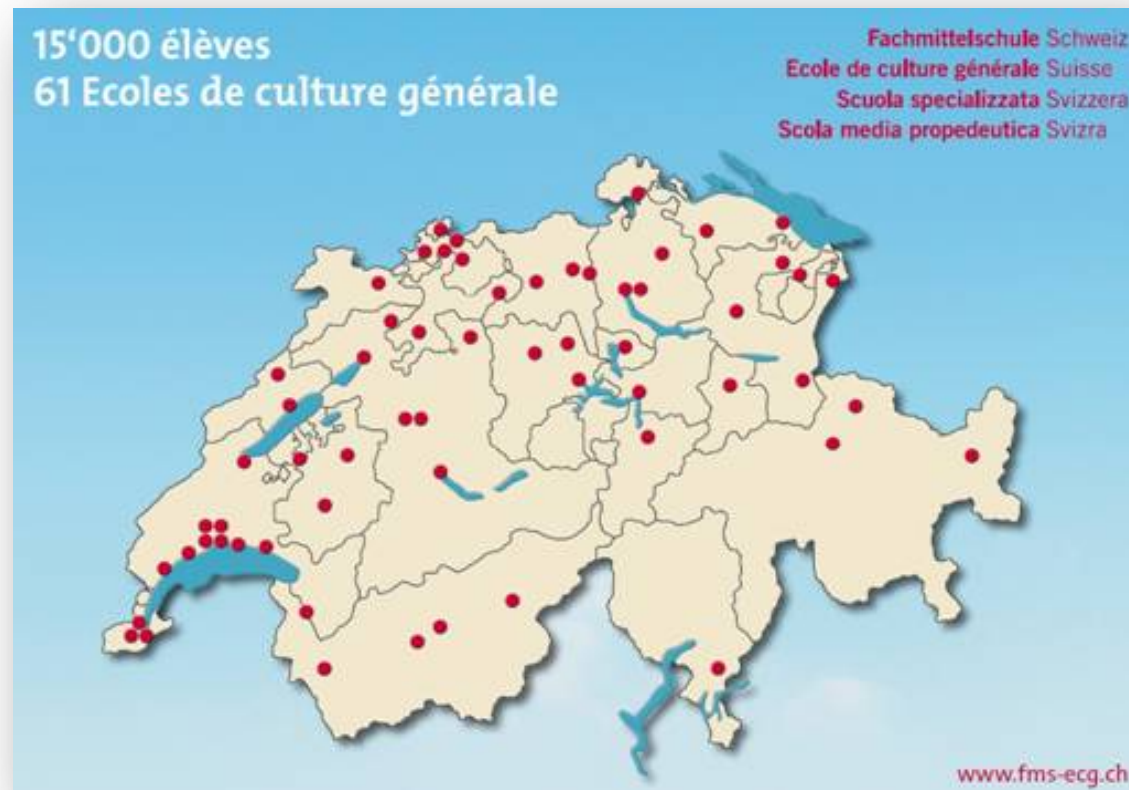 15‘000 élèves
61 Ecoles de culture générale
Fachmittelschule Schweiz
Ecole de culture générale Suisse
Scuola specializzata Svizzera
Scola media propedeutica Svizra
www.fms-ecg.ch